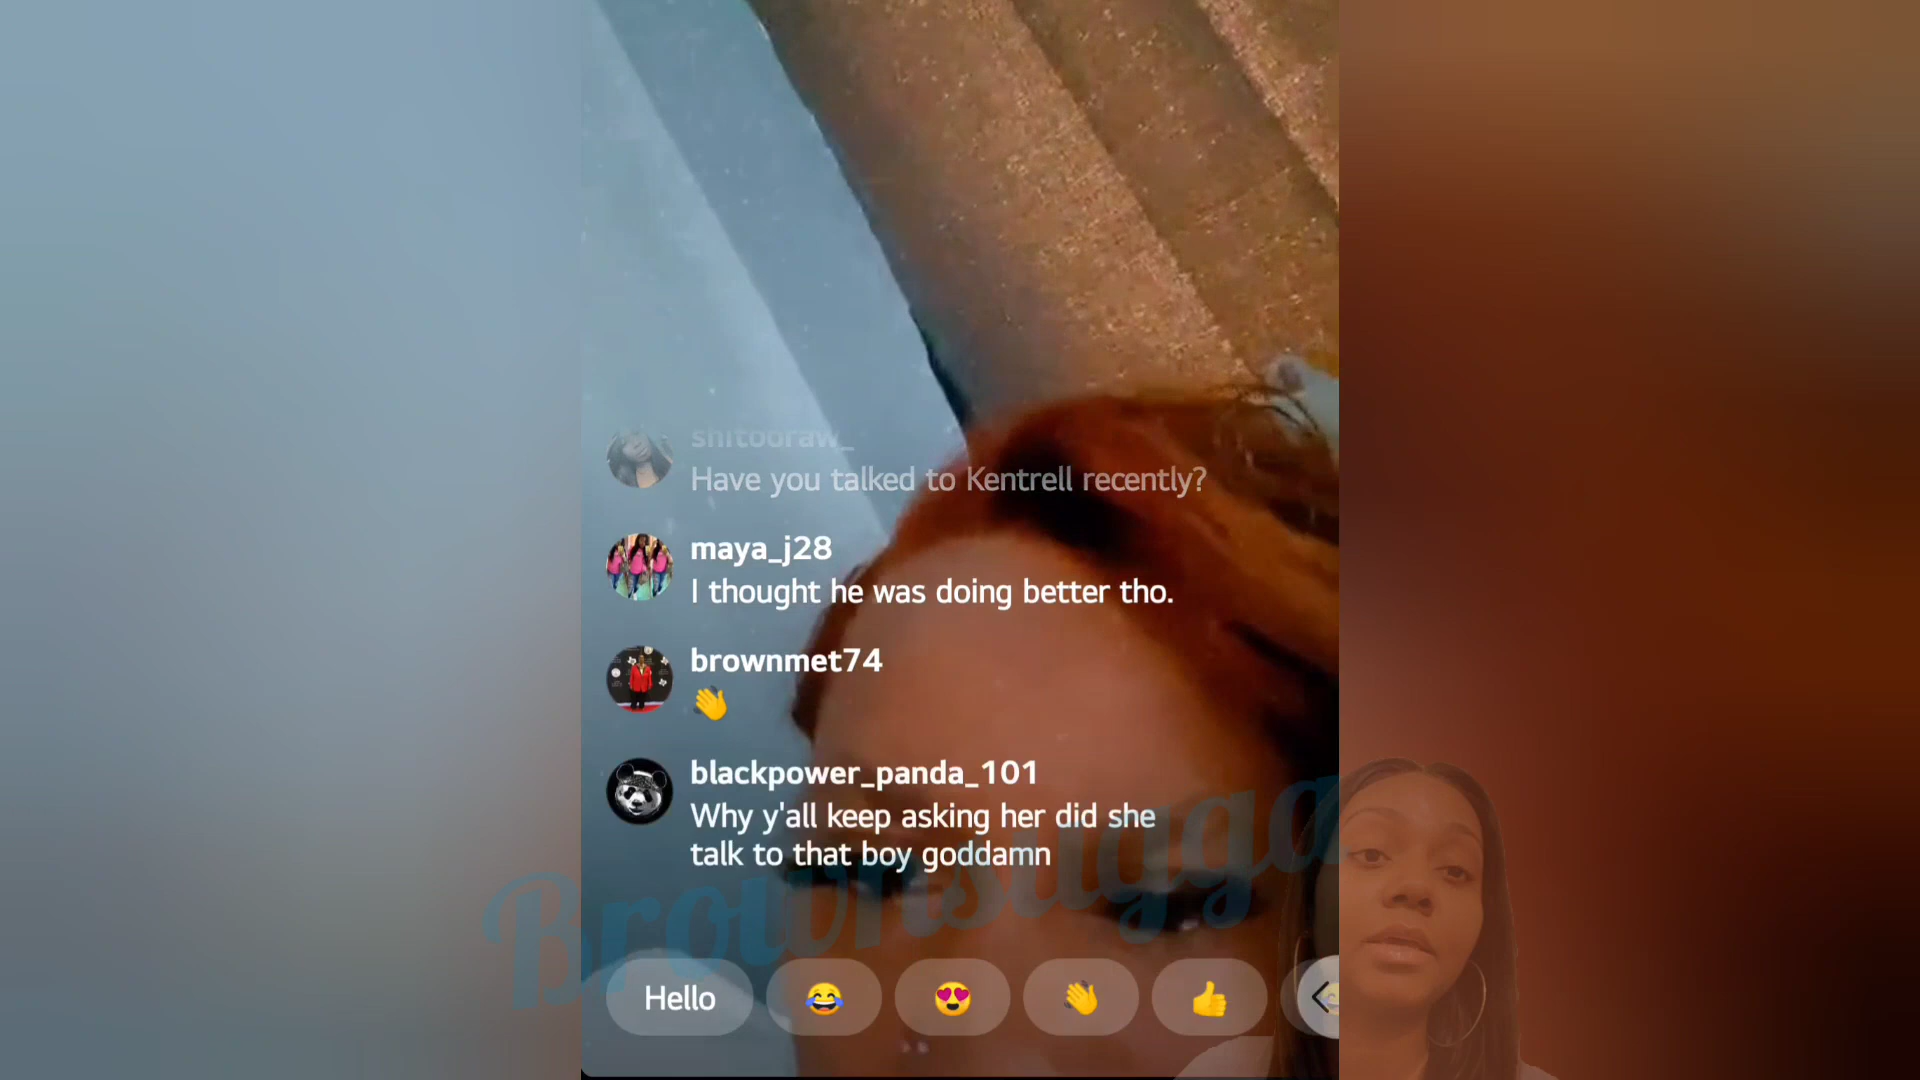 shitooraw_
Have you talked to Kentrell recently?
maya_j28
I thought he was doing better tho.
brownmet74
👋
blackpower_panda_101
Why y'all keep asking her did she
talk to that boy goddamn
Brownsugga
Hello